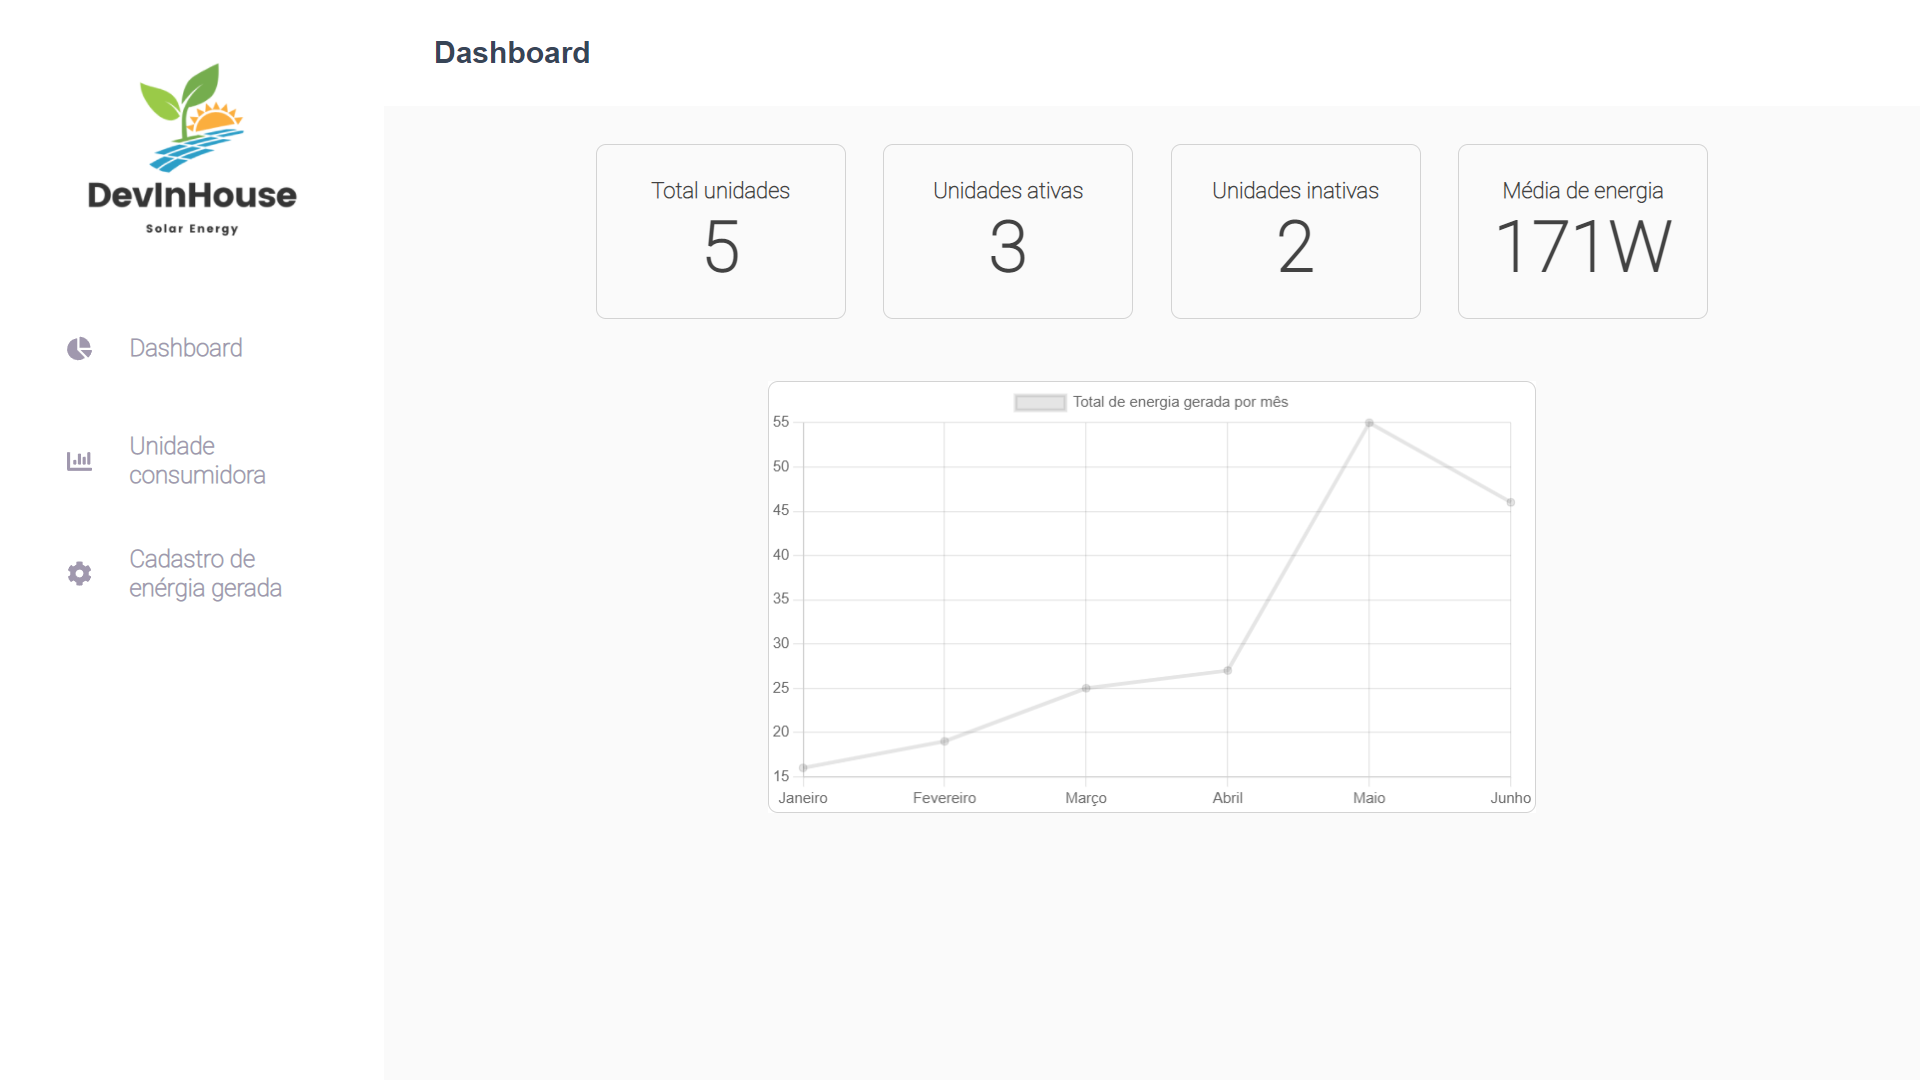 DevInHouse
Solar Energy
Dashboard
Unidade
consumidora
Cadastro de
enérgia gerada
Dashboard
Total unidades
5
Unidades ativas
3
Unidades inativas
2
Média de energia
171W
Total de energia gerada por mês
55
50
45
40
35
30
25
20
15
Janeiro Fevereiro Março Abril Maio Junho